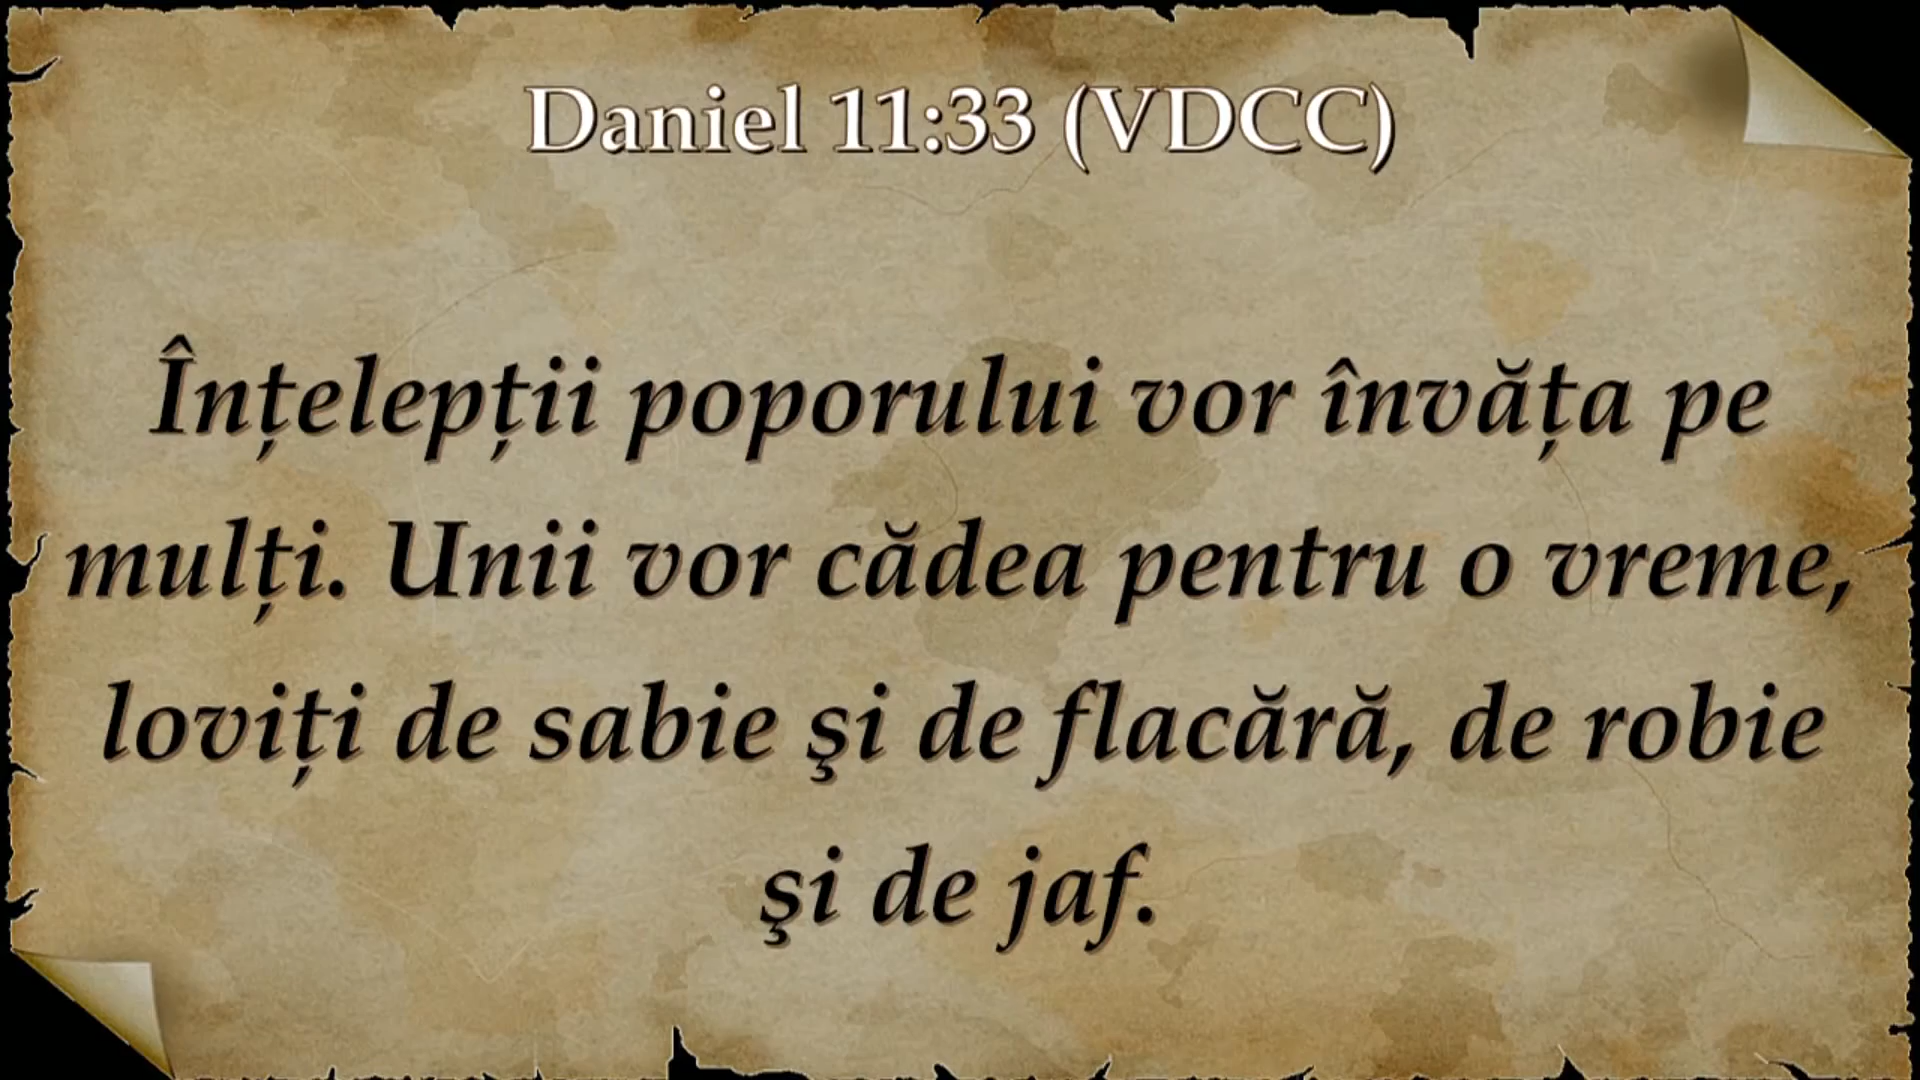 Daniel 11:33 (VDCC)
Înțelepții poporului vor învăța pe
mulți. Unii vor cădea pentru o vreme,
loviți de sabie şi de flacără, de robie
şi de jaf.